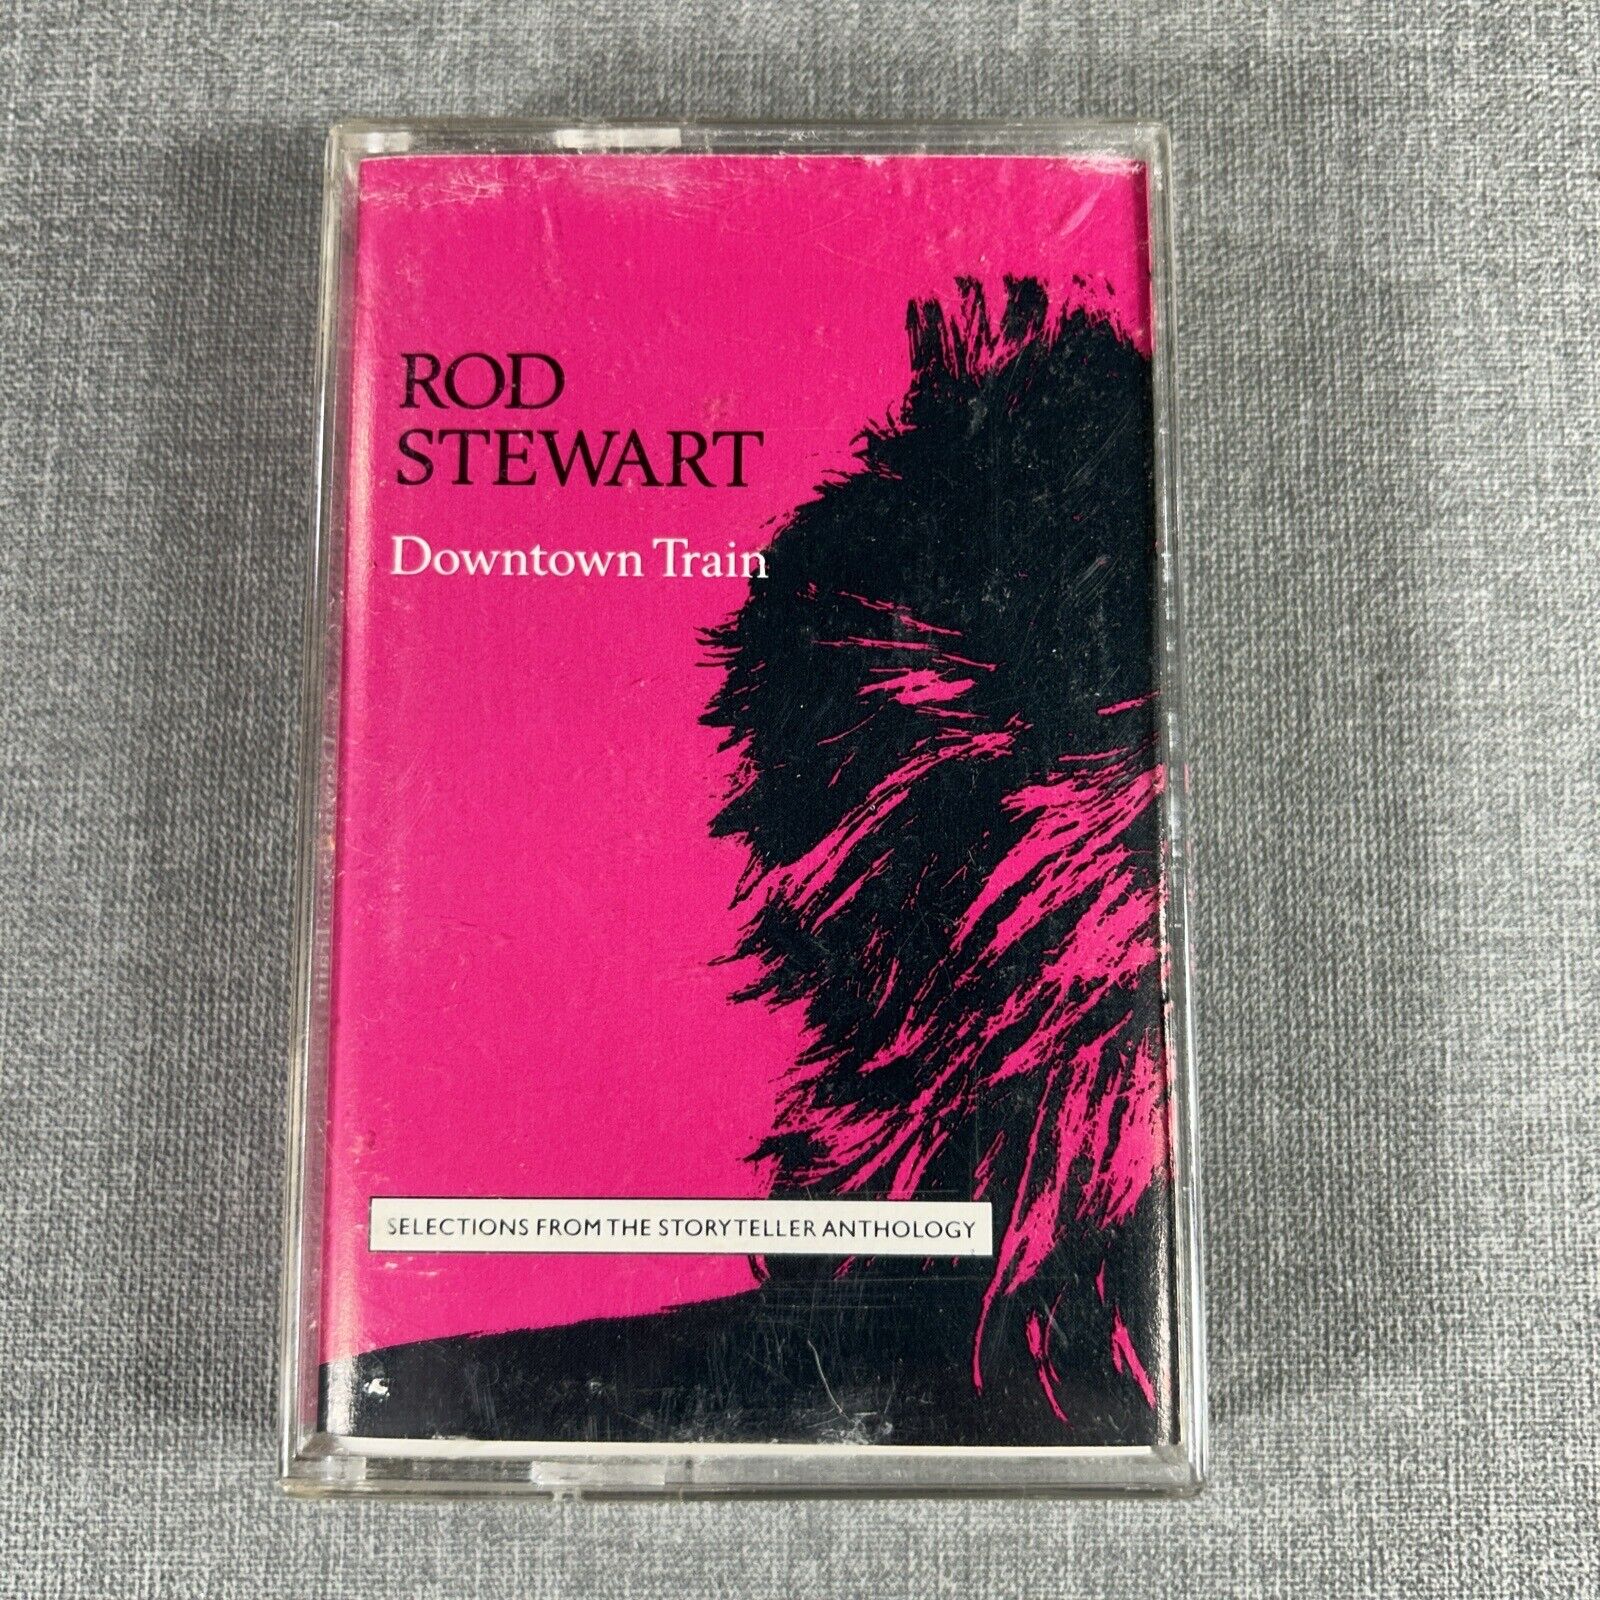 ROD
STEWART
Downtown Train
SELECTIONS FROM THE STORYTELLER ANTHOLOGY